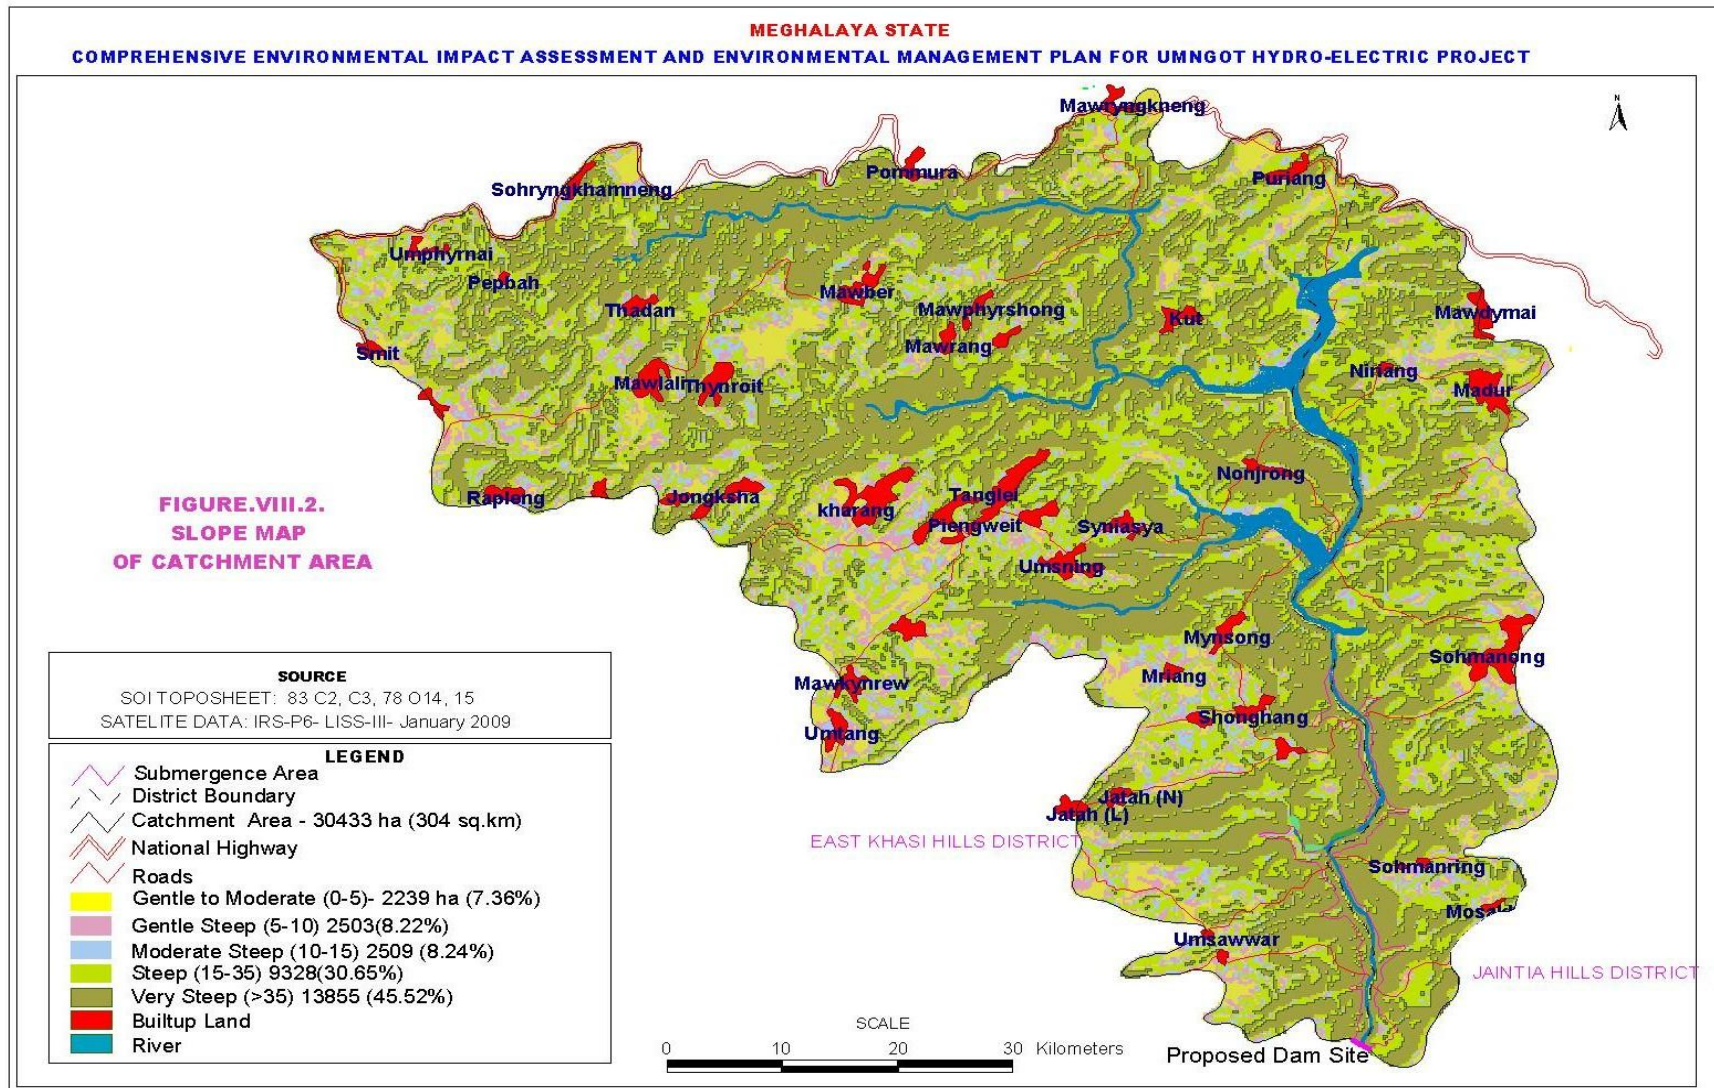 MEGHALAYA STATE
COMPREHENSIVE ENVIRONMENTAL IMPACT ASSESSMENT AND ENVIRONMENTAL MANAGEMENT PLAN FOR UMNGOT HYDRO-ELECTRIC PROJECT
N
Mawryngkneng
Pommura
Puriang
Sohryngkhamneng
Umphyrnai
Pepbah
Mawber
Thadan
Mawphyrshong
Kut
Mawdymai
Mawrang
Smit
Niriang
Mawlali
Thynroit
Madur
Nonjrong
Rapleng
Jongksha
Tanglei
kharang
Piengweit
Syniasya
Umsning
FIGURE.VIII.2.
SLOPE MAP
OF CATCHMENT AREA
Mynsong
Sohmanong
Mriang
Mawkynrew
Shonghang
Umtang
Jatah (N)
Jatah (L)
EAST KHASI HILLS DISTRICT
Sohmanring
Umsawwar
JAINTIA HILLS DISTRICT
Proposed Dam Site
SOURCE
SOI TOPOSHEET: 83 C2, C3, 78 O14, 15
SATELITE DATA: IRS-P6- LISS-III- January 2009
LEGEND
Submergence Area
District Boundary
Catchment Area - 30433 ha (304 sq.km)
National Highway
Roads
Gentle to Moderate (0-5)- 2239 ha (7.36%)
Gentle Steep (5-10) 2503(8.22%)
Moderate Steep (10-15) 2509 (8.24%)
Steep (15-35) 9328(30.65%)
Very Steep (>35) 13855 (45.52%)
Builtup Land
River
SCALE
0 10 20 30 Kilometers